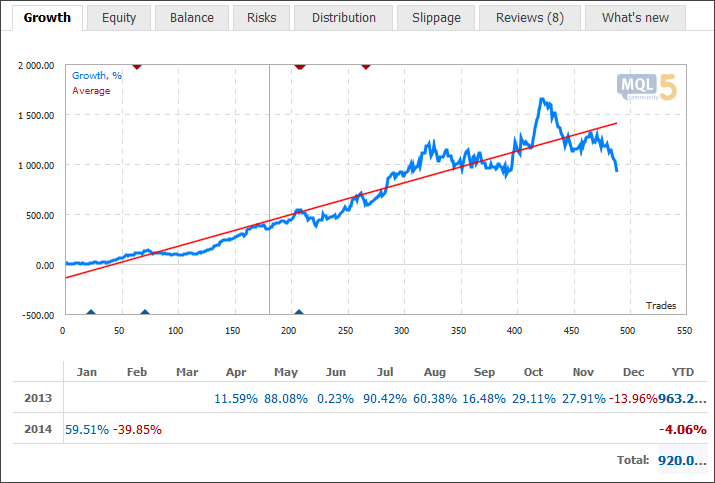 Growth Equity Balance Risks Distribution Slippage Reviews (8) What's new
2 000.00
Growth, %
Average
MQL5
community
1 500.00
1 000.00
500.00
0.00
Trades
-500.00
0 50 100 150 200 250 300 350 400 450 500 550
Jan Feb Mar Apr May Jun Jul Aug Sep Oct Nov Dec YTD
2013 11.59% 88.08% 0.23% 90.42% 60.38% 16.48% 29.11% 27.91% -13.96% 963.2...
2014 59.51% -39.85% -4.06%
Total: 920.0...